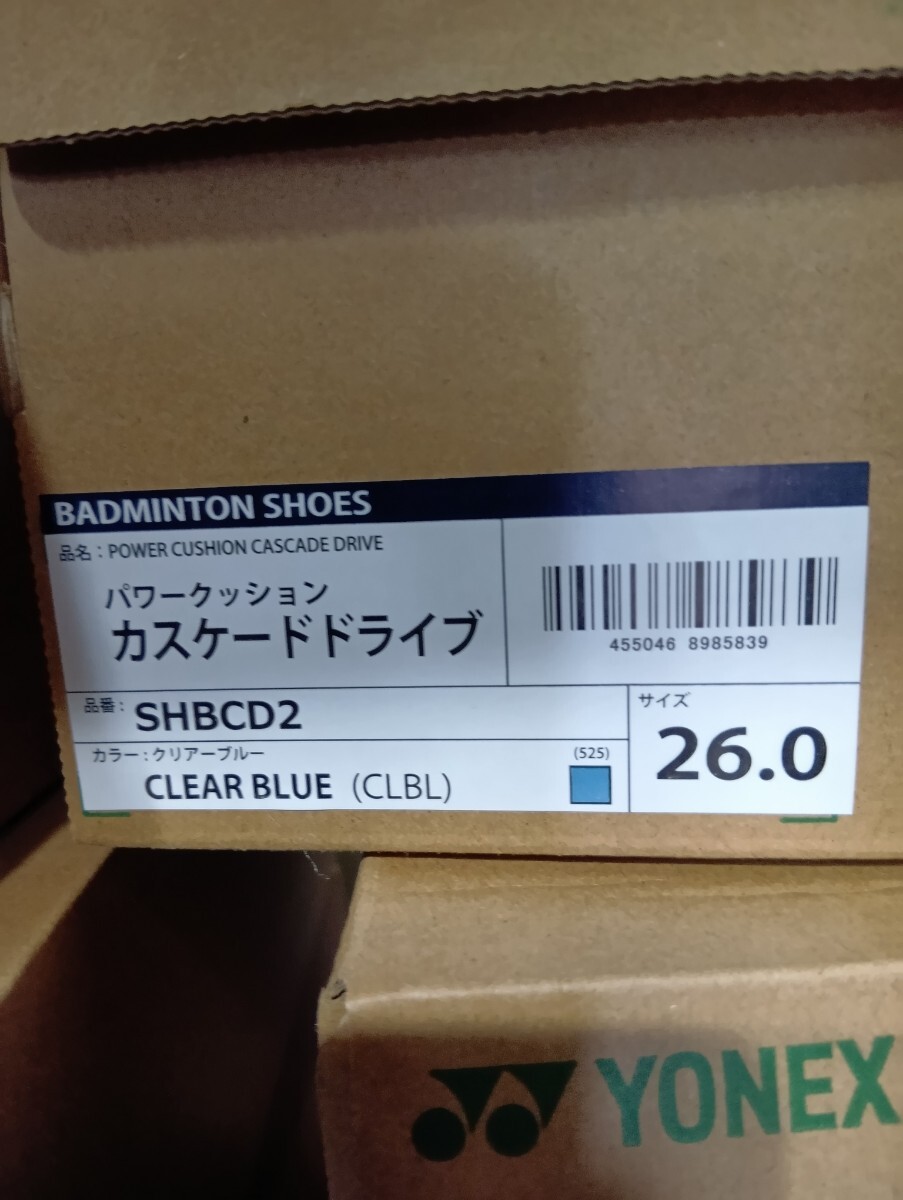 BADMINTON SHOES
品名：POWER CUSHION CASCADE DRIVE
パワークッション
カスケードドライブ
455046 8985839
品番：SHBCD2
サイズ
26.0
カラー：クリアーブルー
(525)
CLEAR BLUE (CLBL)
YONEX